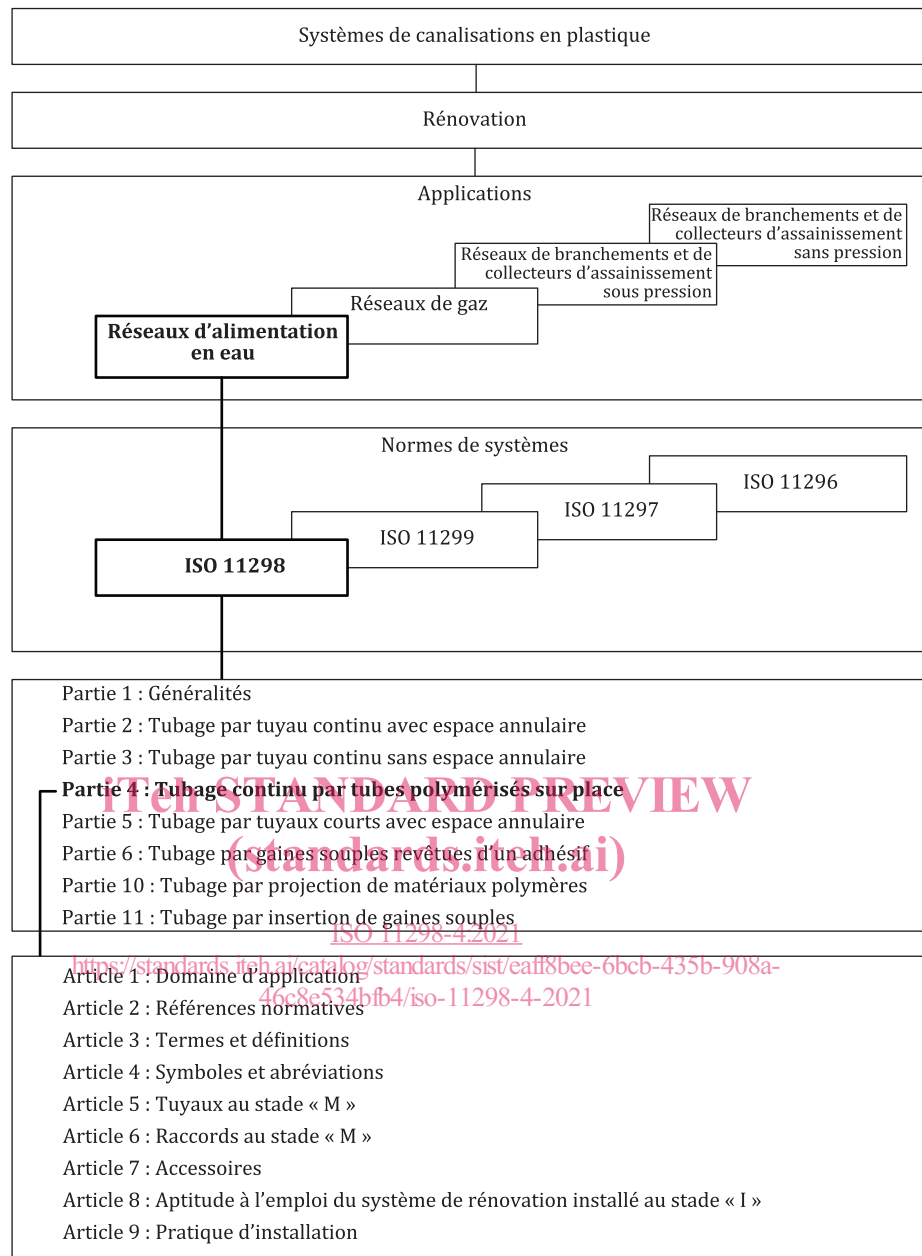 Systèmes de canalisations en plastique
Rénovation
Applications
Réseaux de branchements et de
collecteurs d'assainissement
sans pression
Réseaux de branchements et de
collecteurs d'assainissement
sous pression
Réseaux de gaz
Réseaux d'alimentation
en eau
Normes de systèmes
ISO 11296
ISO 11297
ISO 11299
ISO 11298
Partie 1 : Généralités
Partie 2 : Tubage par tuyau continu avec espace annulaire
Partie 3 : Tubage par tuyau continu sans espace annulaire
Partie 4 : Tubage continu par tubes polymérisés sur place
iTeh STANDARD PREVIEW
Partie 5 : Tubage par tuyaux courts avec espace annulaire
Partie 6 : Tubage par gaines souples revêtues d'un adhésif
(standards.iteh.ai)
Partie 10 : Tubage par projection de matériaux polymères
Partie 11 : Tubage par insertion de gaines souples
ISO 11298-4:2021
https://standards.iteh.ai/catalog/standards/sist/eaff8bee-6bcb-435b-908a-
Article 1 : Domaine d'application
46c8e534bfb4/iso-11298-4-2021
Article 2 : Références normatives
Article 3 : Termes et définitions
Article 4 : Symboles et abréviations
Article 5 : Tuyaux au stade « M »
Article 6 : Raccords au stade « M »
Article 7 : Accessoires
Article 8 : Aptitude à l'emploi du système de rénovation installé au stade « I »
Article 9 : Pratique d'installation